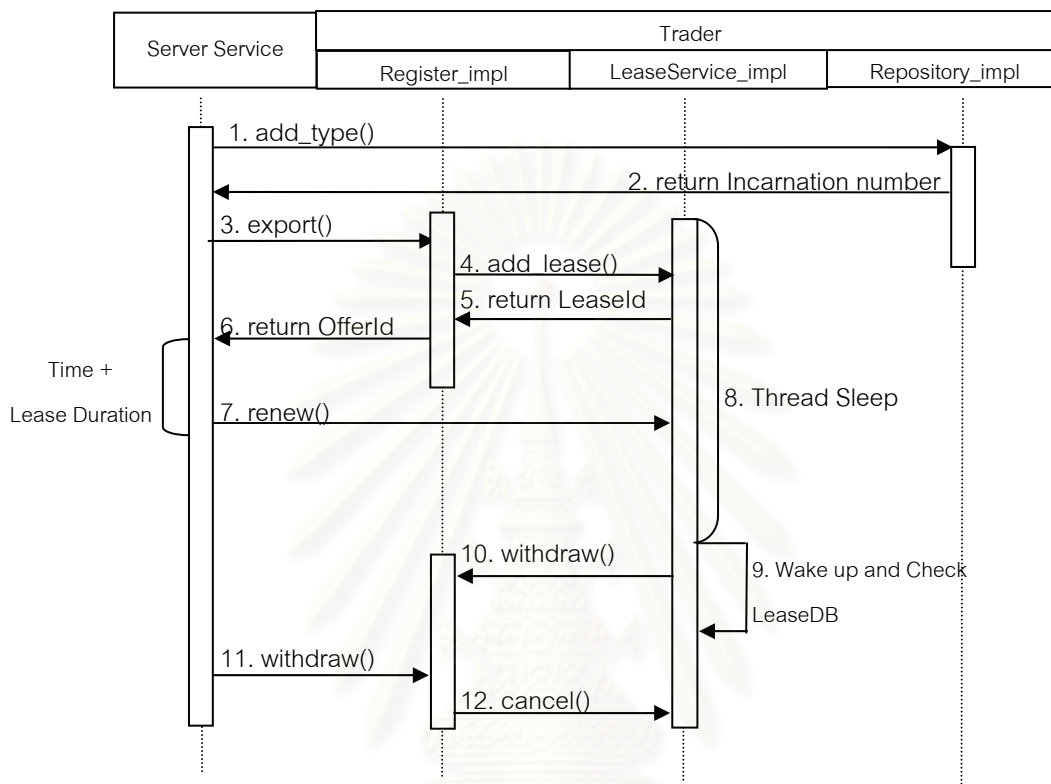 Server Service
Trader
Register_impl
LeaseService_impl
Repository_impl
1. add_type()
2. return Incarnation number
3. export()
4. add_lease()
5. return LeaseId
6. return OfferId
Time +
Lease Duration
7. renew()
8. Thread Sleep
10. withdraw()
9. Wake up and Check
LeaseDB
11. withdraw()
12. cancel()